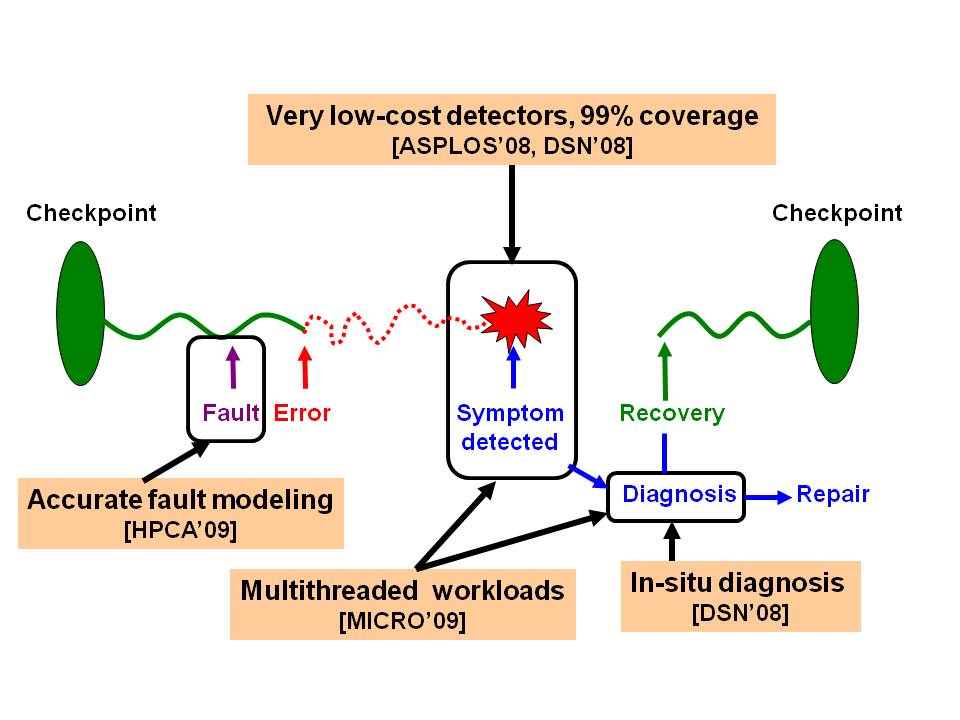 Very low-cost detectors, 99% coverage
[ASPLOS’08, DSN’08]
Checkpoint
Checkpoint
Fault
Error
Symptom
detected
Recovery
Accurate fault modeling
[HPCA’09]
Diagnosis
Repair
Multithreaded workloads
[MICRO’09]
In-situ diagnosis
[DSN’08]